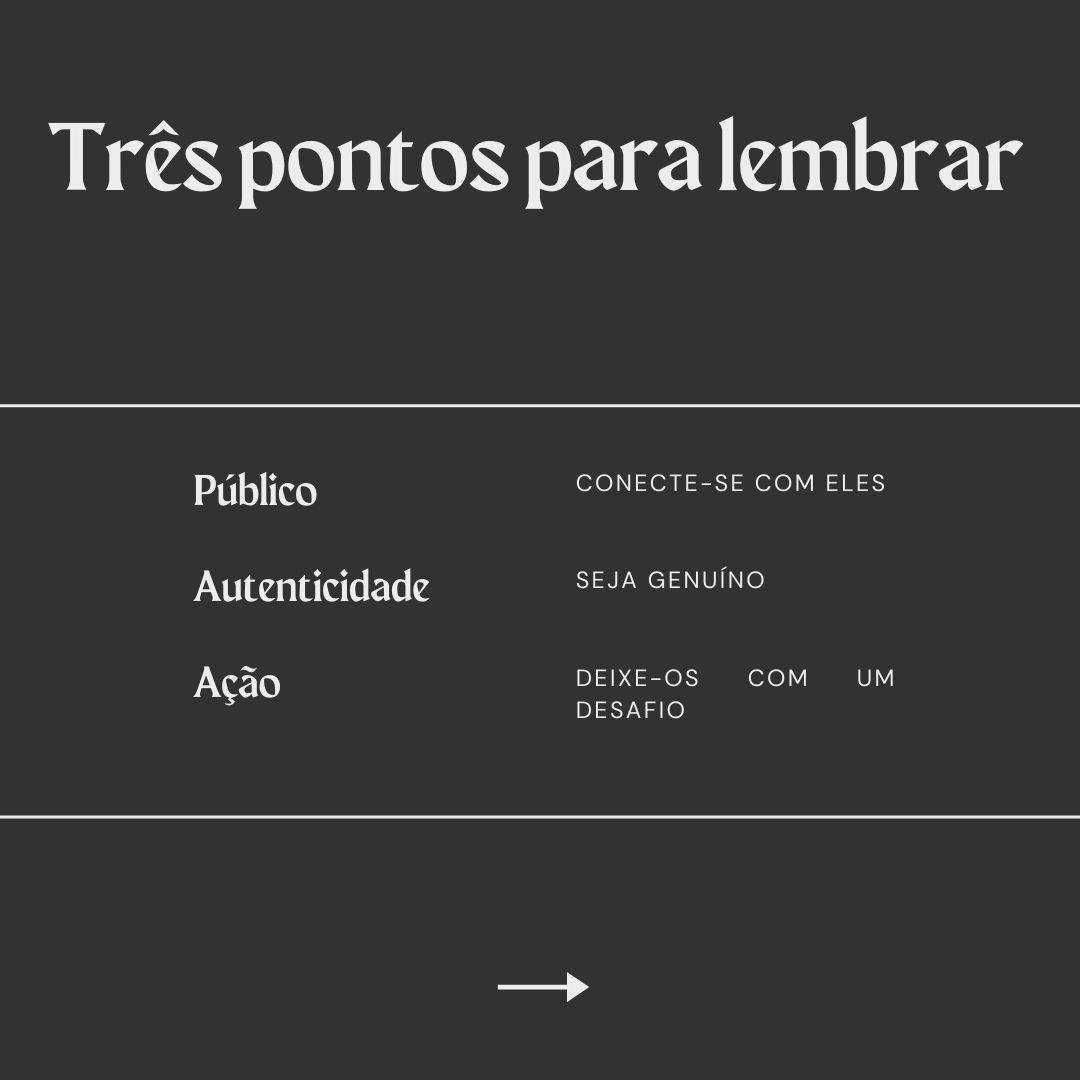 Três pontos para lembrar
Público
CONECTE-SE COM ELES
Autenticidade
SEJA GENUÍNO
Ação
DEIXE-OS COM UM
DESAFIO